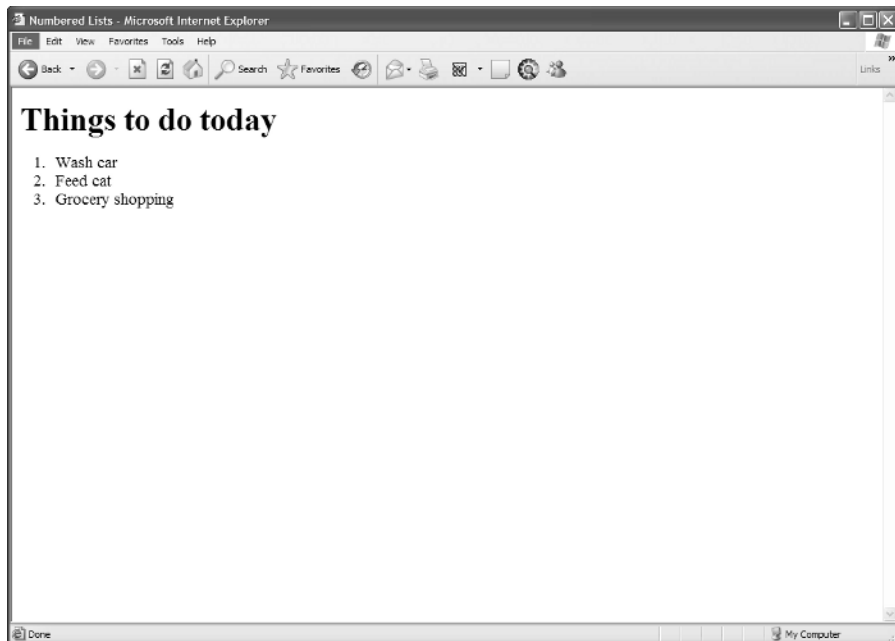 Numbered Lists - Microsoft Internet Explorer
File Edit View Favorites Tools Help
Back Search Favorites Links »
Things to do today
1. Wash car
2. Feed cat
3. Grocery shopping
Done My Computer